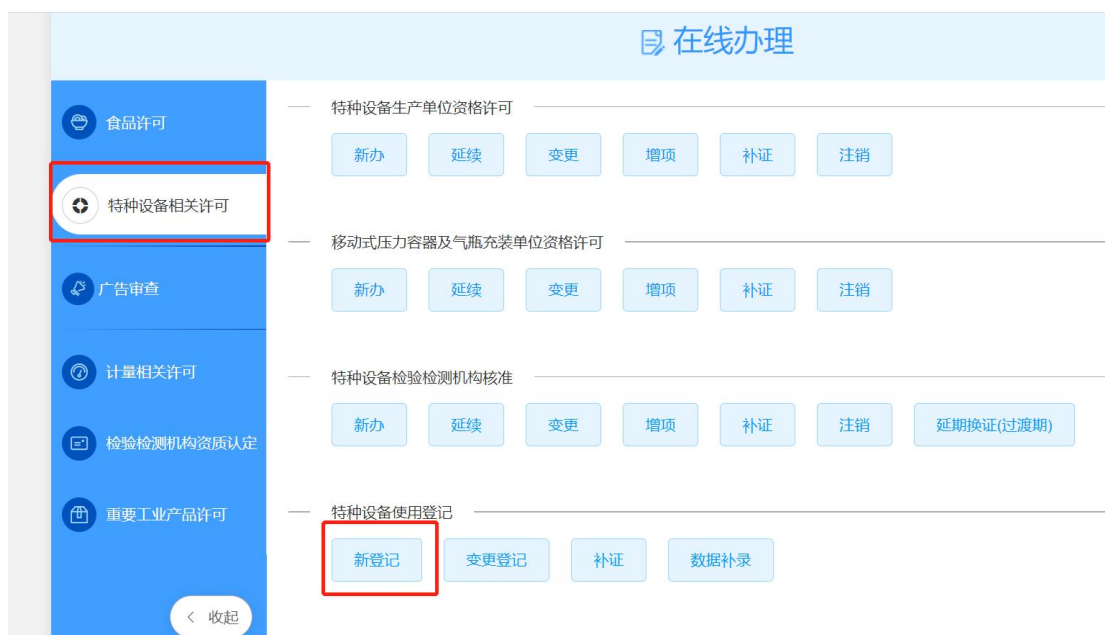 在线办理
食品许可
特种设备相关许可
广告审查
计量相关许可
检验检测机构资质认定
重要工业产品许可
< 收起
特种设备生产单位资格许可
新办 延续 变更 增项 补证 注销
移动式压力容器及气瓶充装单位资格许可
新办 延续 变更 增项 补证 注销
特种设备检验检测机构核准
新办 延续 变更 增项 补证 注销 延期换证(过渡期)
特种设备使用登记
新登记 变更登记 补证 数据补录